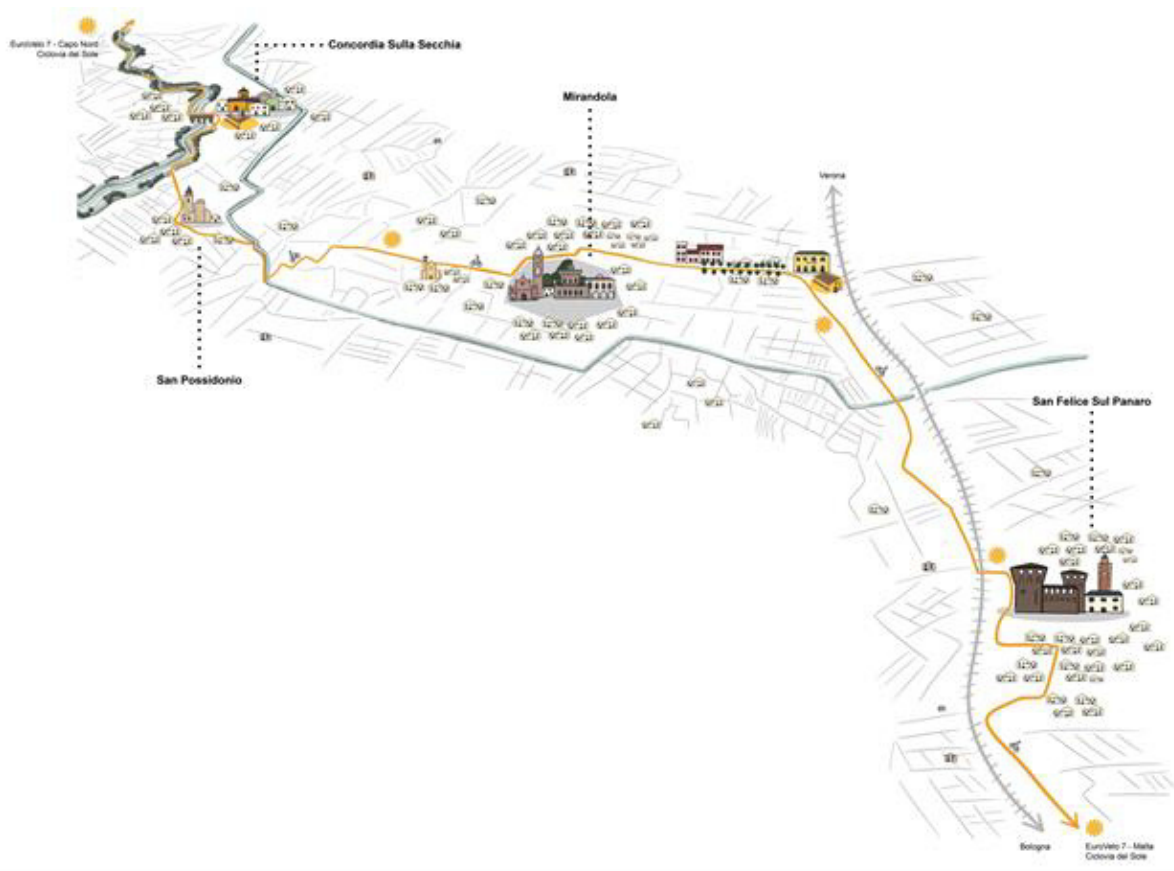 EuroVelo 7 - Capo Nord
Ciclovia del Sole
Concordia Sulla Secchia
Mirandola
Verona
San Possidonio
San Felice Sul Panaro
Bologna
EuroVelo 7 - Malta
Ciclovia del Sole